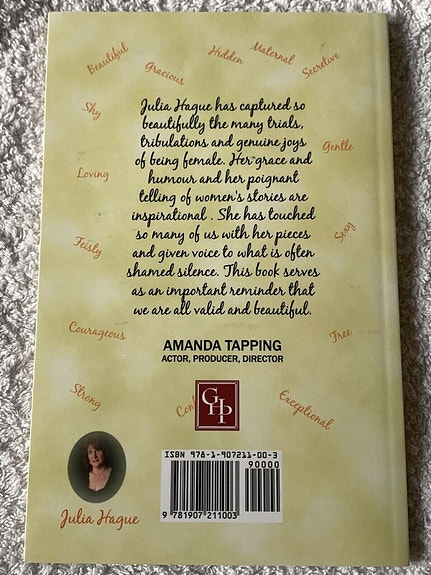 Beautiful
Gracious
Hidden
Maternal
Secretive
Shy
Gentle
Loving
Feisty
Sexy
Courageous
Free
Strong
Exceptional
Julia Hague has captured so
beautifully the many trials,
tribulations and genuine joys
of being female. Her grace and
humour and her poignant
telling of women's stories are
inspirational . She has touched
so many of us with her pieces
and given voice to what is often
shamed silence. This book serves
as an important reminder that
we are all valid and beautiful.
AMANDA TAPPING
ACTOR, PRODUCER, DIRECTOR
GHP
ISBN 978-1-907211-00-3
90000
9 781907 211003
Julia Hague